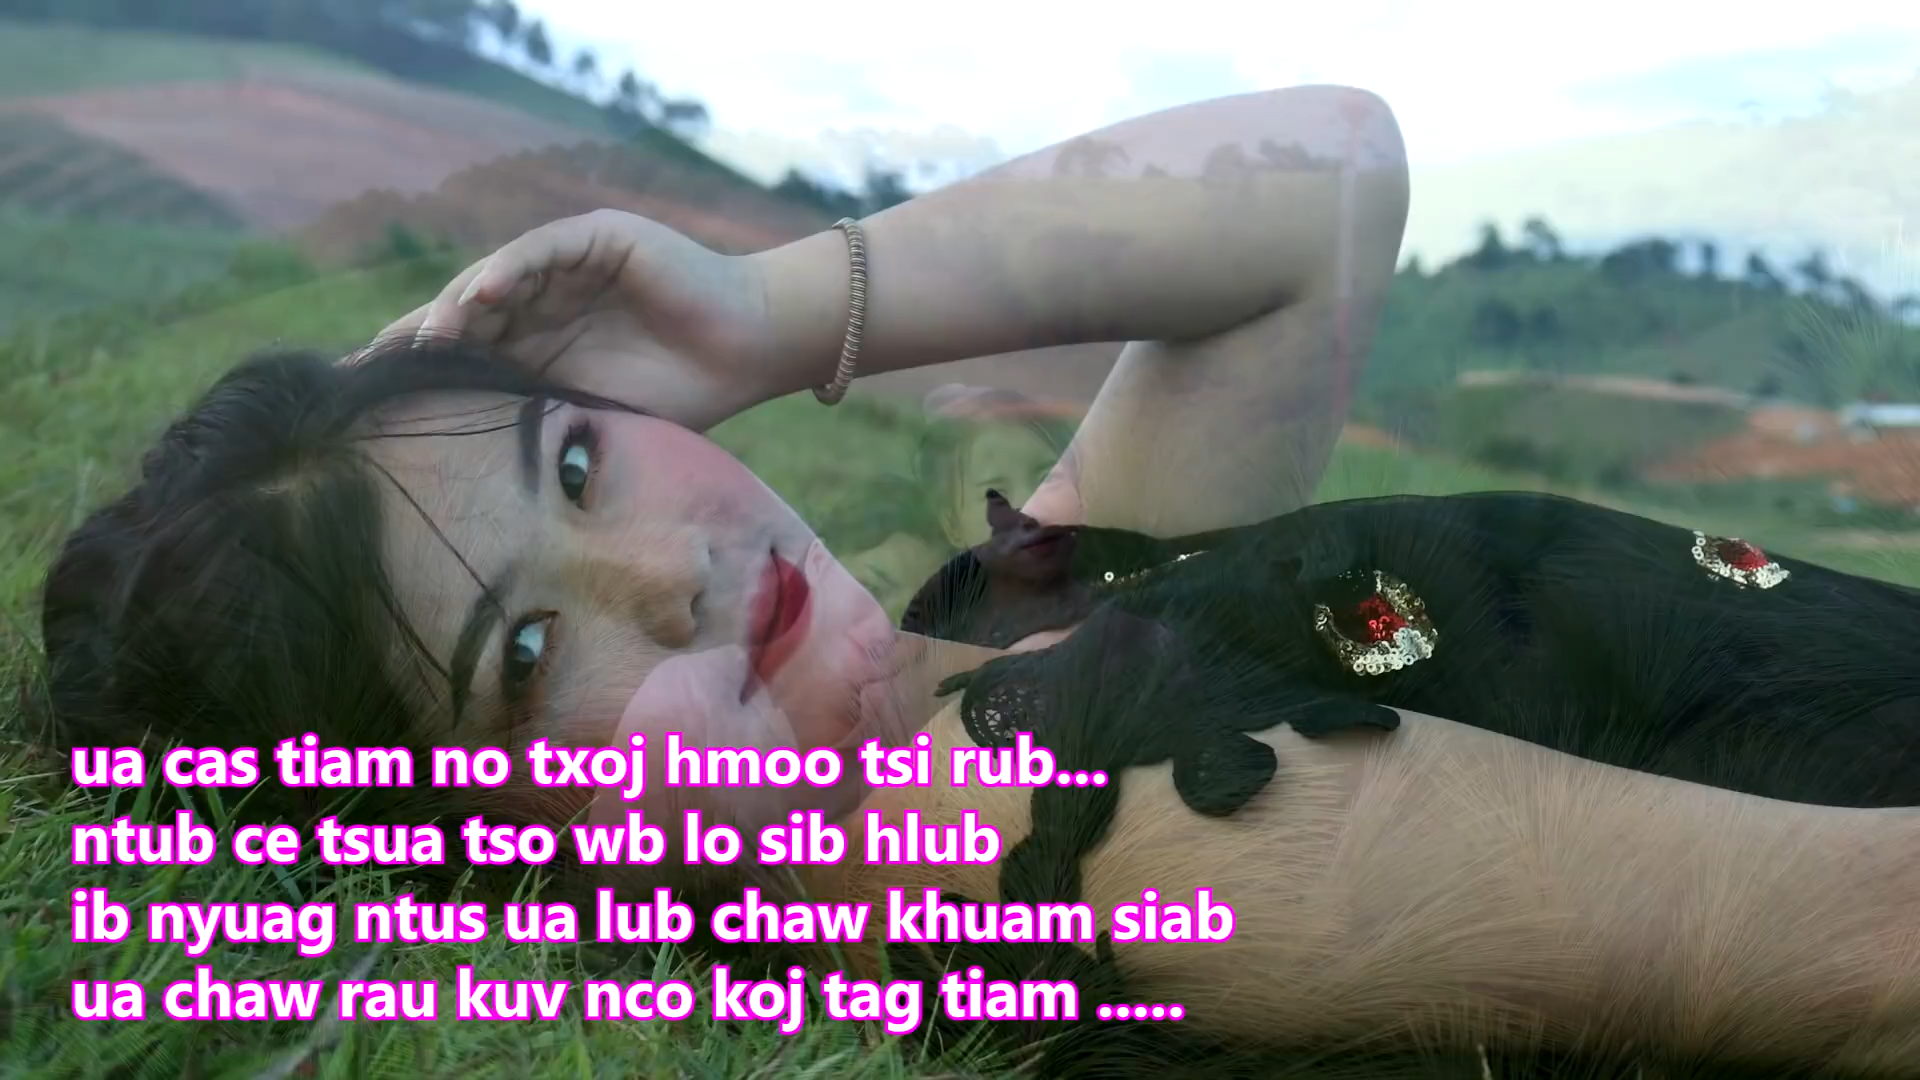 ua cas tiam no txoj hmoo tsi rub...
ntub ce tsua tso wb lo sib hlub
ib nyuag ntus ua lub chaw khuam siab
ua chaw rau kuv nco koj tag tiam .....